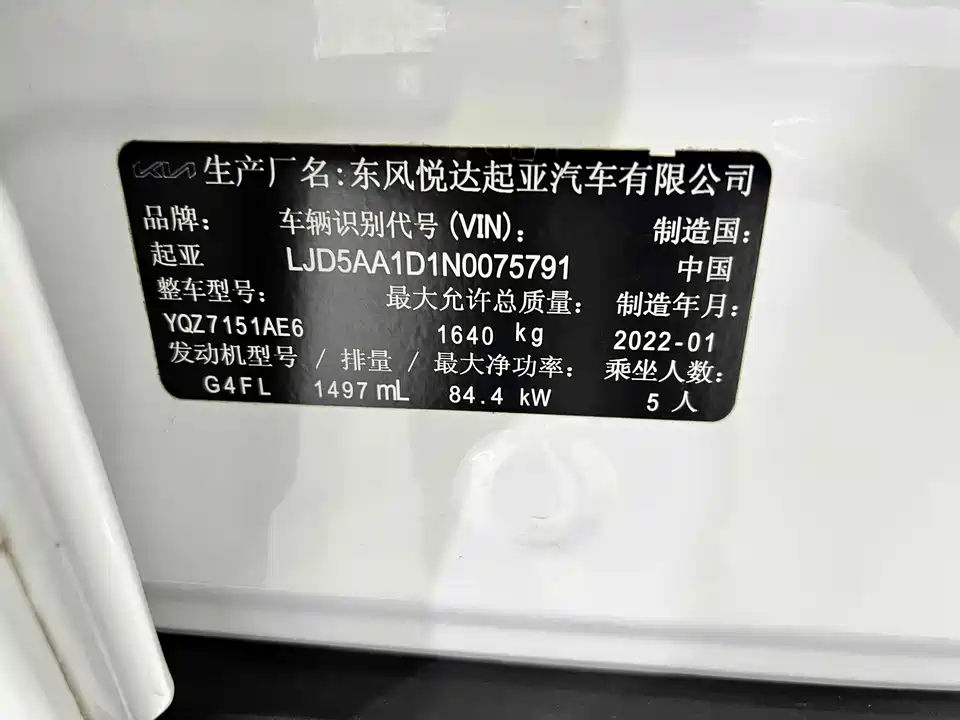 KIA 生产厂名:东风悦达起亚汽车有限公司
品牌: 车辆识别代号(VIN): 制造国:
起亚 LJD5AA1D1N0075791 中国
整车型号: 最大允许总质量: 制造年月:
YQZ7151AE6 1640 kg 2022-01
发动机型号 / 排量 / 最大净功率: 乘坐人数:
G4FL 1497 mL 84.4 kW 5 人